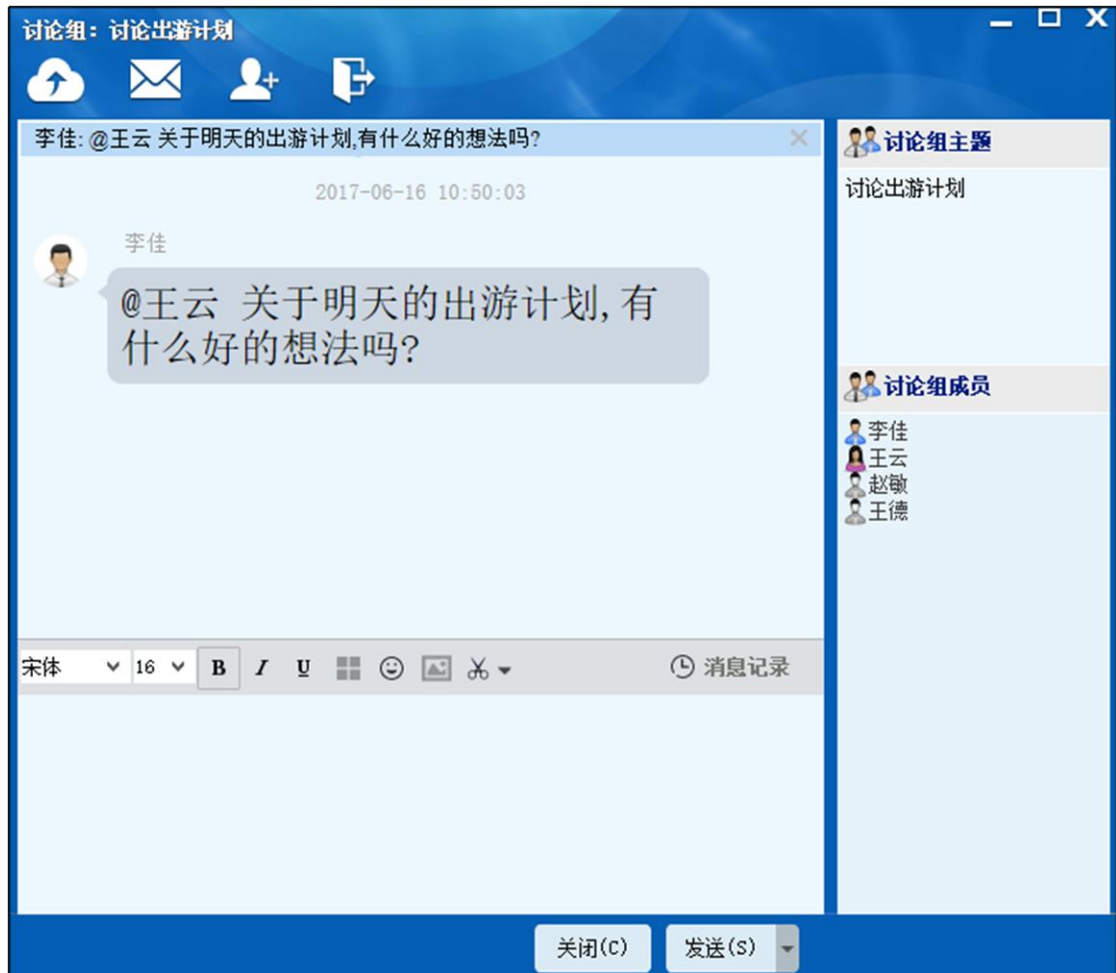 讨论组：讨论出游计划
李佳: @王云 关于明天的出游计划,有什么好的想法吗?
讨论组主题
讨论出游计划
2017-06-16 10:50:03
李佳
@王云 关于明天的出游计划,有
什么好的想法吗?
讨论组成员
李佳
王云
赵敏
王德
宋体
16
B
I
U
消息记录
关闭(C)
发送(S)